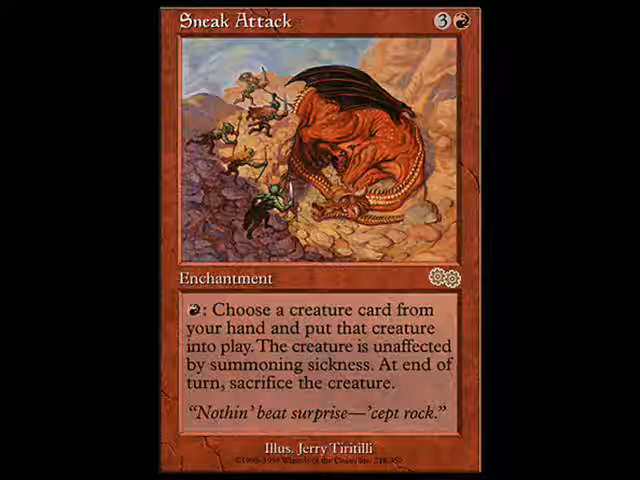 Sneak Attack 3
Enchantment
: Choose a creature card from
your hand and put that creature
into play. The creature is unaffected
by summoning sickness. At end of
turn, sacrifice the creature.
“Nothin’ beat surprise—’cept rock.”
Illus. Jerry Tiritilli